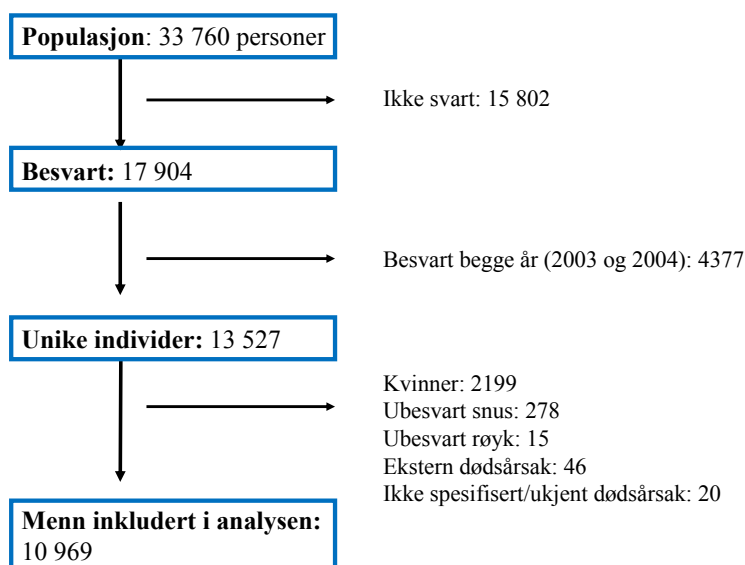 Populasjon: 33 760 personer
Ikke svart: 15 802
Besvart: 17 904
Besvart begge år (2003 og 2004): 4377
Unike individer: 13 527
Kvinner: 2199
Ubesvart snus: 278
Ubesvart røyk: 15
Ekstern dødsårsak: 46
Ikke spesifisert/ukjent dødsårsak: 20
Menn inkludert i analysen:
10 969